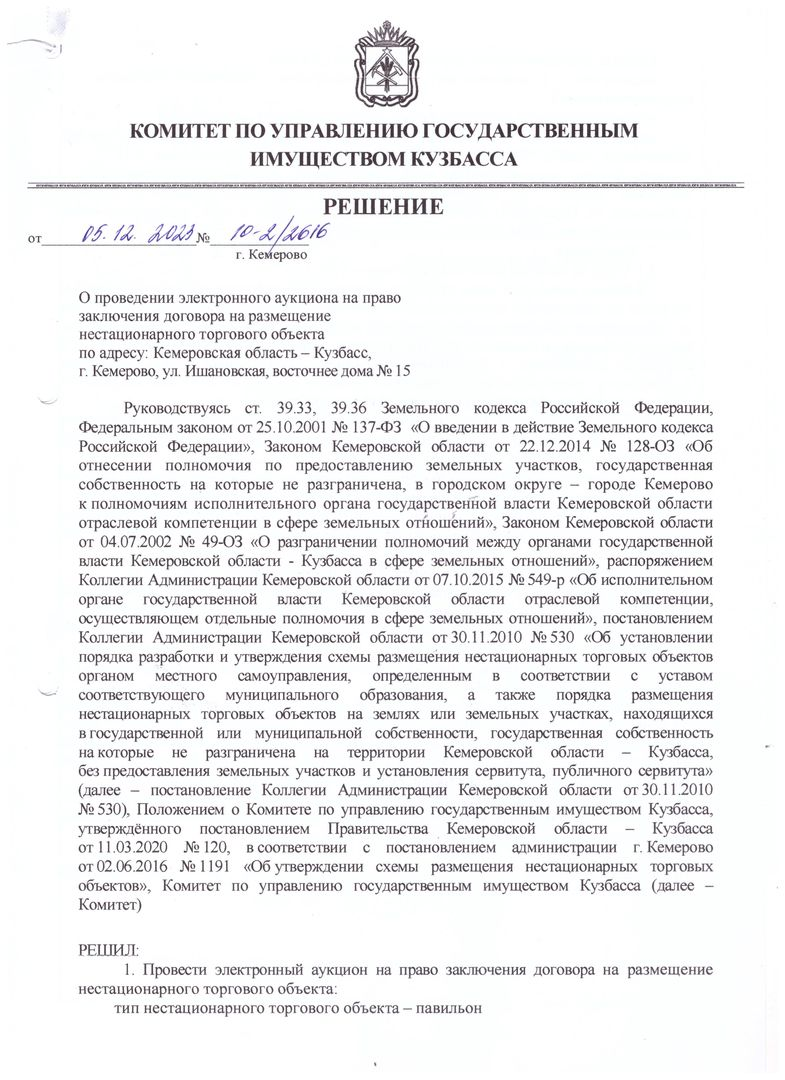 КОМИТЕТ ПО УПРАВЛЕНИЮ ГОСУДАРСТВЕННЫМ
ИМУЩЕСТВОМ КУЗБАССА
РЕШЕНИЕ
от 05.12. 2023 № 10-2/2616
г. Кемерово
О проведении электронного аукциона на право
заключения договора на размещение
нестационарного торгового объекта
по адресу: Кемеровская область – Кузбасс,
г. Кемерово, ул. Ишановская, восточнее дома № 15
Руководствуясь ст. 39.33, 39.36 Земельного кодекса Российской Федерации,
Федеральным законом от 25.10.2001 № 137-ФЗ «О введении в действие Земельного кодекса
Российской Федерации», Законом Кемеровской области от 22.12.2014 № 128-ОЗ «Об
отнесении полномочия по предоставлению земельных участков, государственная
собственность на которые не разграничена, в городском округе – городе Кемерово
к полномочиям исполнительного органа государственной власти Кемеровской области
отраслевой компетенции в сфере земельных отношений», Законом Кемеровской области
от 04.07.2002 № 49-ОЗ «О разграничении полномочий между органами государственной
власти Кемеровской области - Кузбасса в сфере земельных отношений», распоряжением
Коллегии Администрации Кемеровской области от 07.10.2015 № 549-р «Об исполнительном
органе государственной власти Кемеровской области отраслевой компетенции,
осуществляющем отдельные полномочия в сфере земельных отношений», постановлением
Коллегии Администрации Кемеровской области от 30.11.2010 № 530 «Об установлении
порядка разработки и утверждения схемы размещения нестационарных торговых объектов
органом местного самоуправления, определенным в соответствии с уставом
соответствующего муниципального образования, а также порядка размещения
нестационарных торговых объектов на землях или земельных участках, находящихся
в государственной или муниципальной собственности, государственная собственность
на которые не разграничена на территории Кемеровской области – Кузбасса,
без предоставления земельных участков и установления сервитута, публичного сервитута»
(далее – постановление Коллегии Администрации Кемеровской области от 30.11.2010
№ 530), Положением о Комитете по управлению государственным имуществом Кузбасса,
утверждённого постановлением Правительства Кемеровской области – Кузбасса
от 11.03.2020 № 120, в соответствии с постановлением администрации г. Кемерово
от 02.06.2016 № 1191 «Об утверждении схемы размещения нестационарных торговых
объектов», Комитет по управлению государственным имуществом Кузбасса (далее –
Комитет)
РЕШИЛ:
1. Провести электронный аукцион на право заключения договора на размещение
нестационарного торгового объекта:
тип нестационарного торгового объекта – павильон